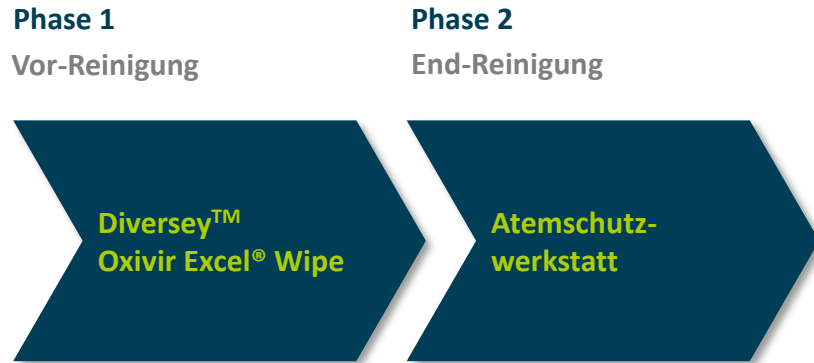 Phase 1
Vor-Reinigung
Diversey™
Oxivir Excel® Wipe
Phase 2
End-Reinigung
Atemschutz-
werkstatt